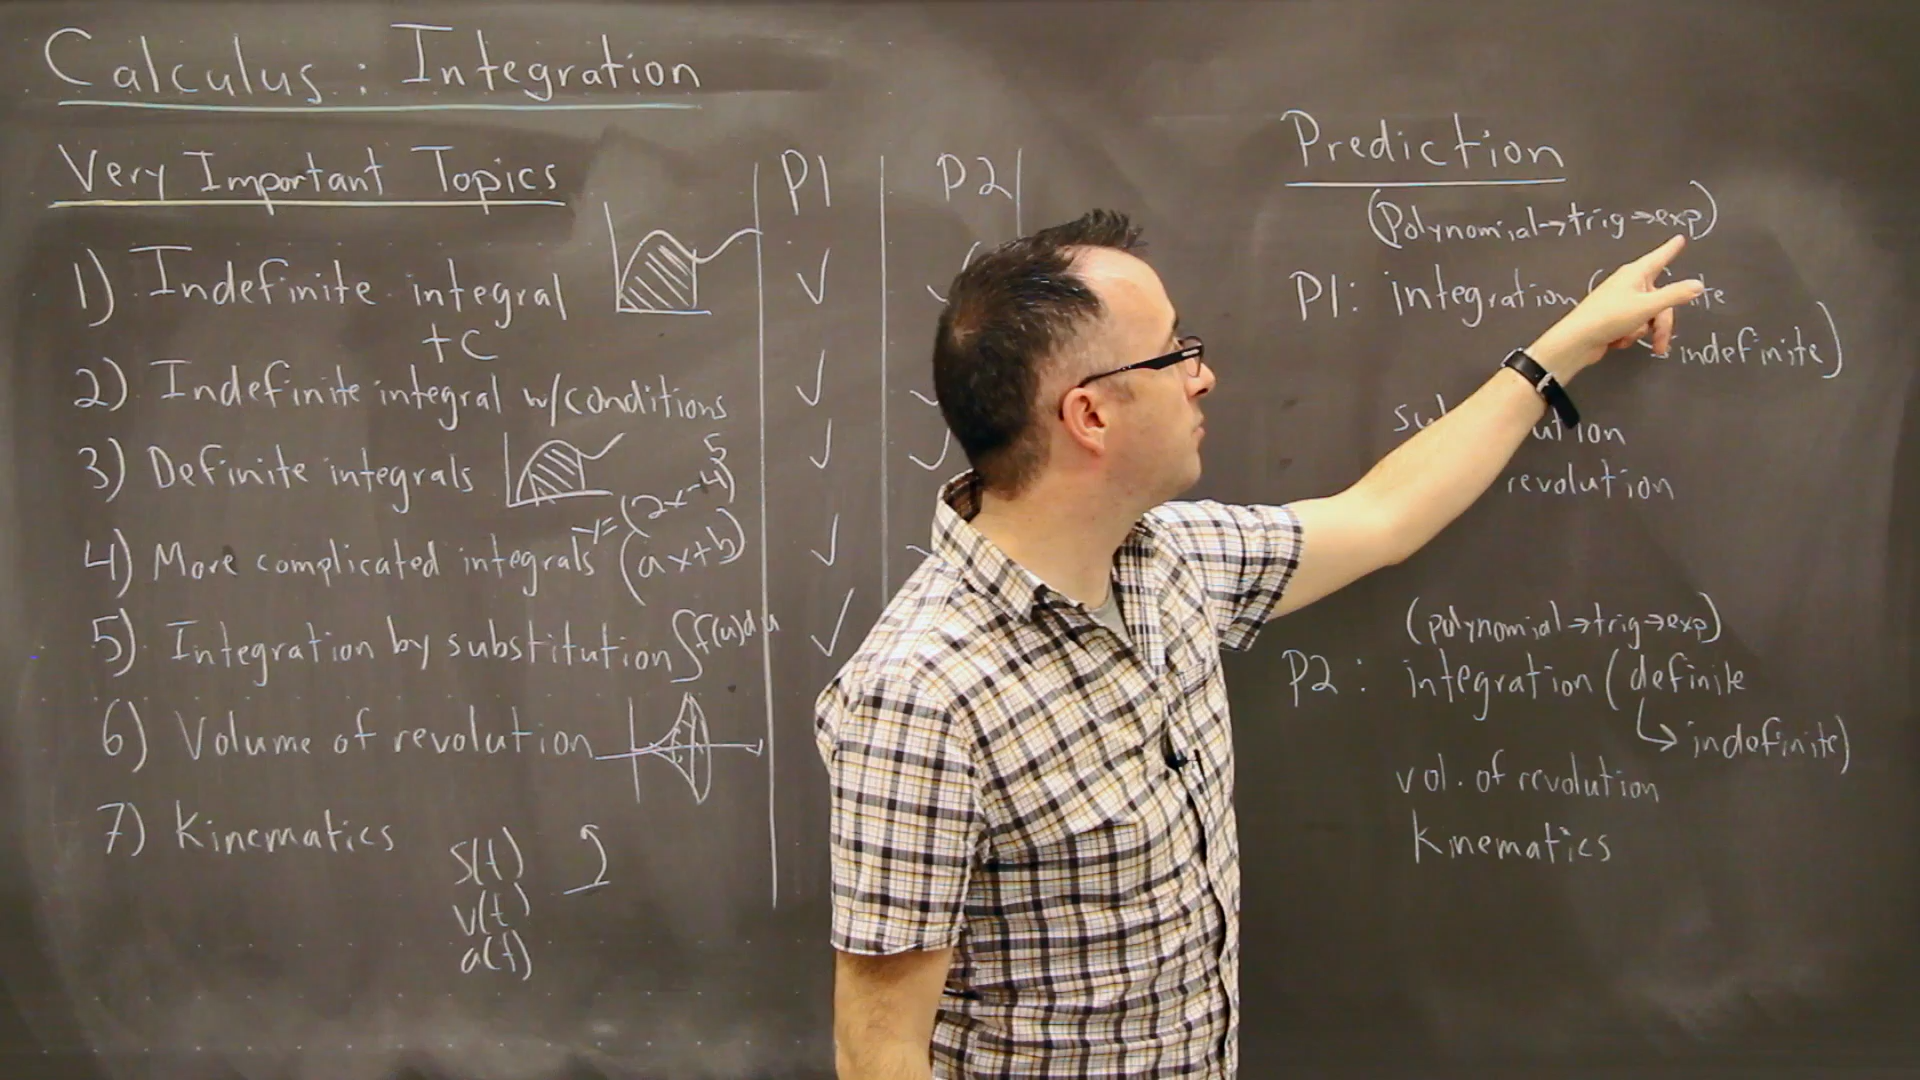 Calculus: Integration
Very Important Topics
P1 P2
1) Indefinite integral
+C
2) Indefinite integral w/conditions
3) Definite integrals
4) More complicated integrals y=(2x-4)^5
(ax+b)
5) Integration by substitution ∫f(u)du
6) Volume of revolution
7) Kinematics
s(t)
v(t)
a(t)
Prediction
(Polynomial→trig→exp)
P1: integration (
indefinite)
revolution
(polynomial→trig→exp)
P2: integration (definite
↳ indefinite)
vol. of revolution
Kinematics